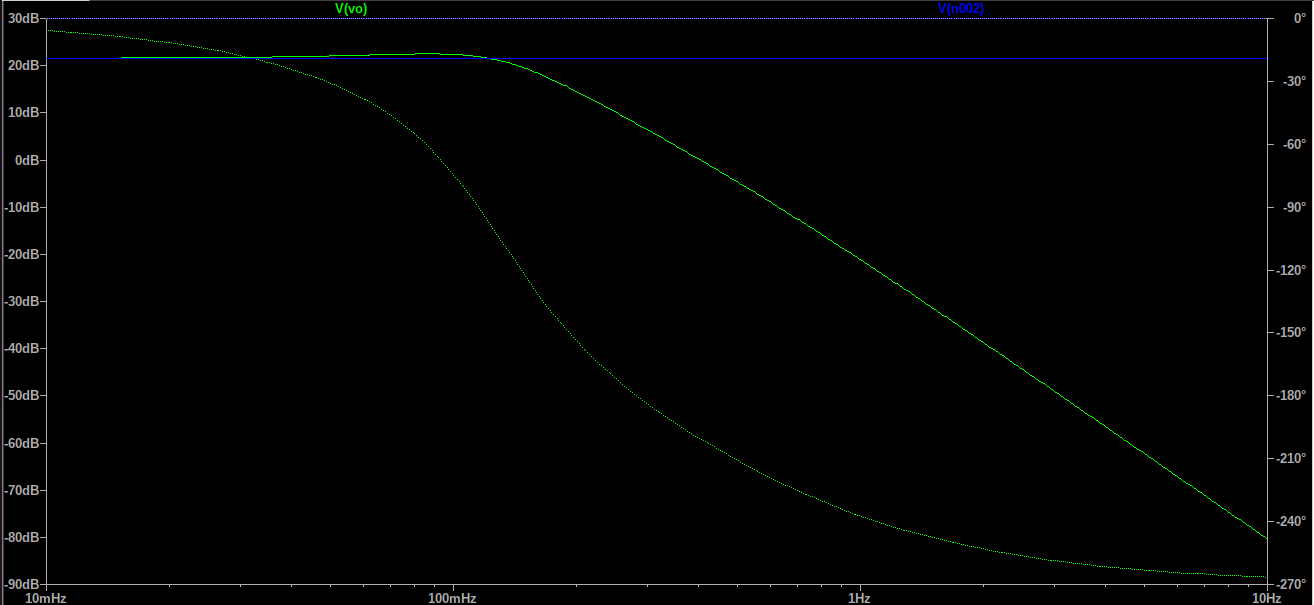 V(vo) V(n002)
30dB 0°
20dB -30°
10dB -60°
0dB -90°
-10dB -120°
-20dB -150°
-30dB -180°
-40dB -210°
-50dB -240°
-60dB -270°
-70dB
-80dB
-90dB
10mHz 100mHz 1Hz 10Hz